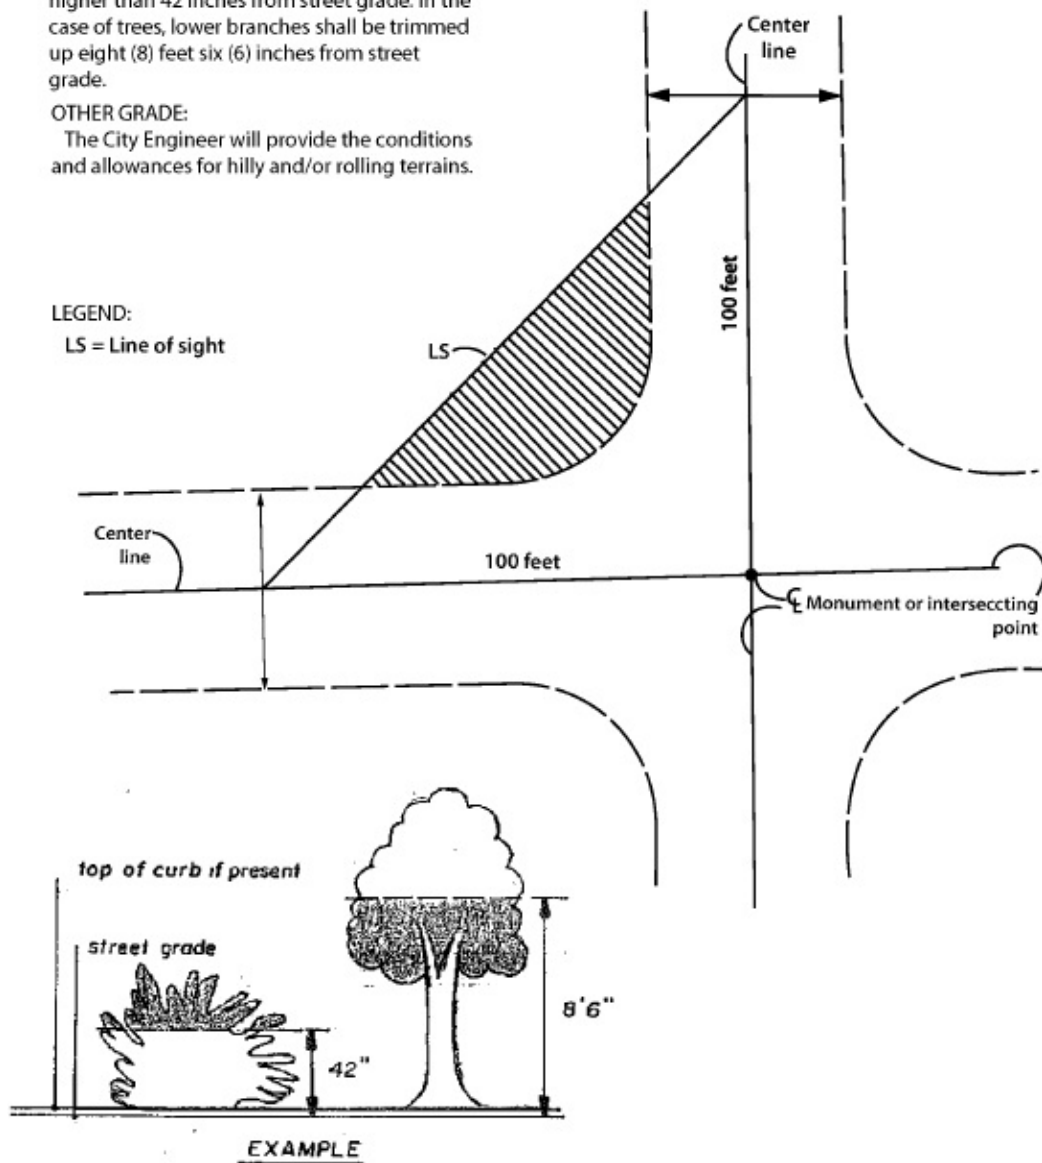 higher than 42 inches from street grade. In the
case of trees, lower branches shall be trimmed
up eight (8) feet six (6) inches from street
grade.
OTHER GRADE:
The City Engineer will provide the conditions
and allowances for hilly and/or rolling terrains.
Center
line
LEGEND:
LS = Line of sight
LS
100 feet
Center
line
100 feet
℄ Monument or interseccting
point
top of curb if present
street grade
42"
8'6"
EXAMPLE